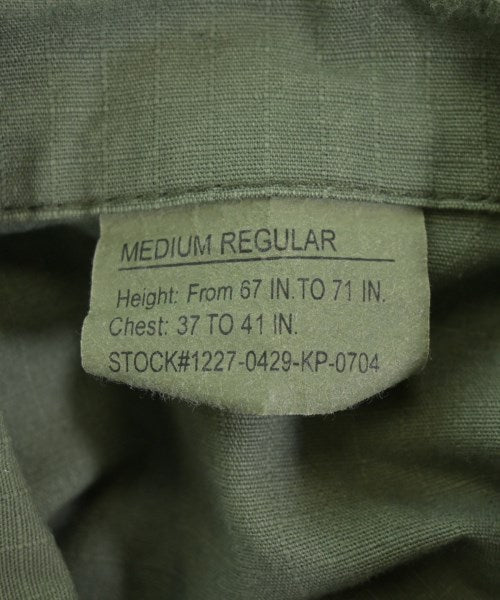 MEDIUM REGULAR
Height: From 67 IN. TO 71 IN.
Chest: 37 TO 41 IN.
STOCK#1227-0429-KP-0704